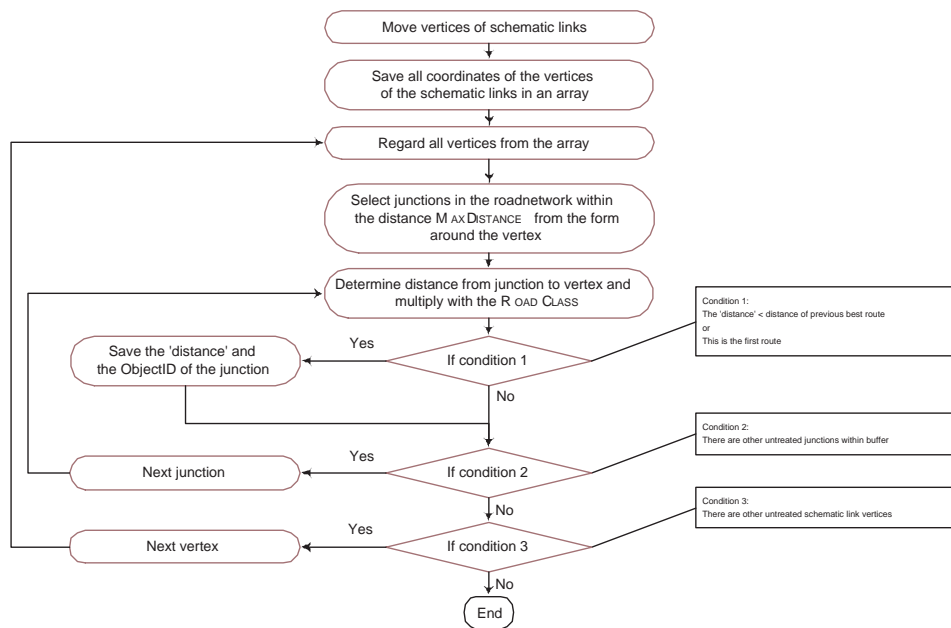 Move vertices of schematic links
Save all coordinates of the vertices
of the schematic links in an array
Regard all vertices from the array
Select junctions in the roadnetwork within
the distance M AXDISTANCE from the form
around the vertex
Determine distance from junction to vertex and
multiply with the R OAD CLASS
Condition 1:
The 'distance' < distance of previous best route
or
This is the first route
Yes
Save the 'distance' and
the ObjectID of the junction
If condition 1
No
Condition 2:
There are other untreated junctions within buffer
Yes
Next junction
If condition 2
No
Condition 3:
There are other untreated schematic link vertices
Yes
Next vertex
If condition 3
No
End